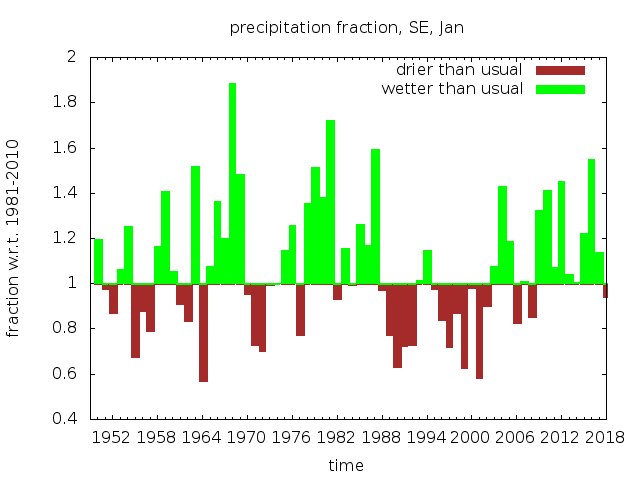 precipitation fraction, SE, Jan
drier than usual
wetter than usual
fraction w.r.t. 1981-2010
2
1.8
1.6
1.4
1.2
1
0.8
0.6
0.4
1952 1958 1964 1970 1976 1982 1988 1994 2000 2006 2012 2018
time